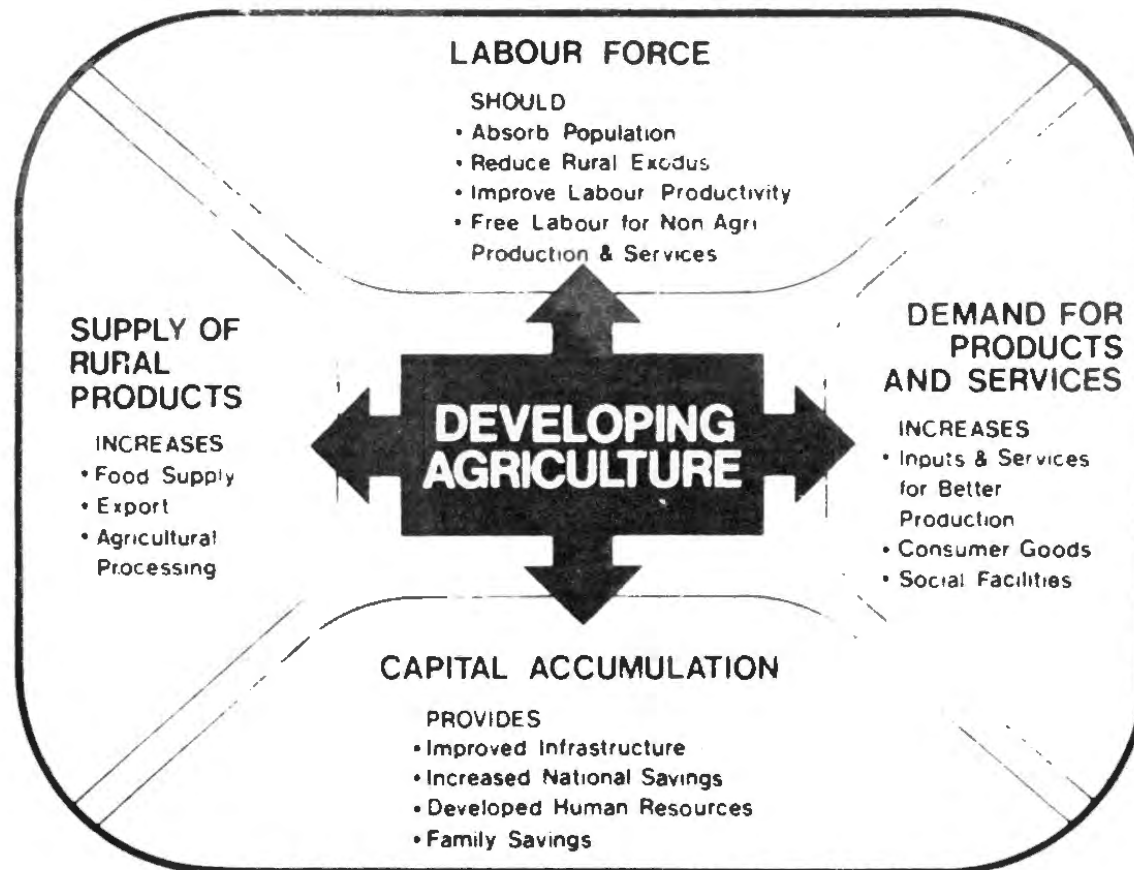 LABOUR FORCE
SHOULD
• Absorb Population
• Reduce Rural Exodus
• Improve Labour Productivity
• Free Labour for Non Agri
Production & Services
SUPPLY OF
RURAL
PRODUCTS
INCREASES
• Food Supply
• Export
• Agricultural
Processing
DEVELOPING
AGRICULTURE
DEMAND FOR
PRODUCTS
AND SERVICES
INCREASES
• Inputs & Services
for Better
Production
• Consumer Goods
• Social Facilities
CAPITAL ACCUMULATION
PROVIDES
• Improved Infrastructure
• Increased National Savings
• Developed Human Resources
• Family Savings